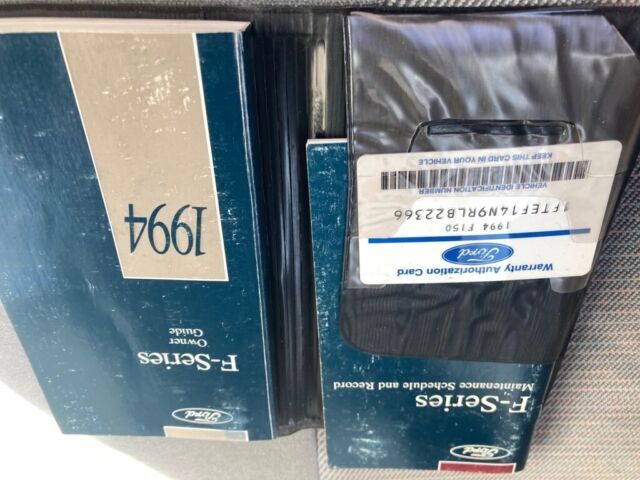 Ford
F-Series
Owner
Guide
1994
Ford
F-Series
Maintenance Schedule and Record
Warranty Authorization Card
Ford
1994 F150
1FTEF14N9RLB22366
VEHICLE IDENTIFICATION NUMBER
KEEP THIS CARD IN YOUR VEHICLE